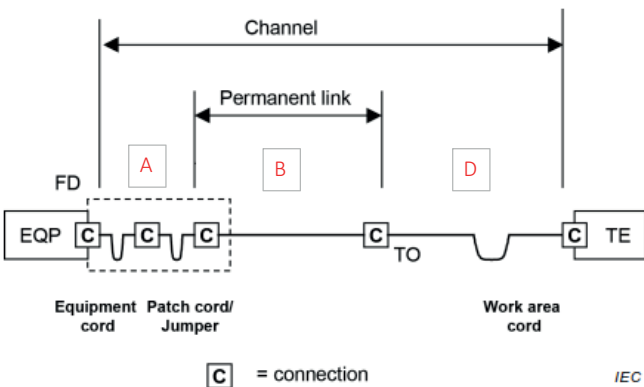 Channel
Permanent link
A
B
D
FD
EQP
C
C
C
C
C
TE
TO
Equipment
cord
Patch cord/
Jumper
Work area
cord
C
= connection
IEC